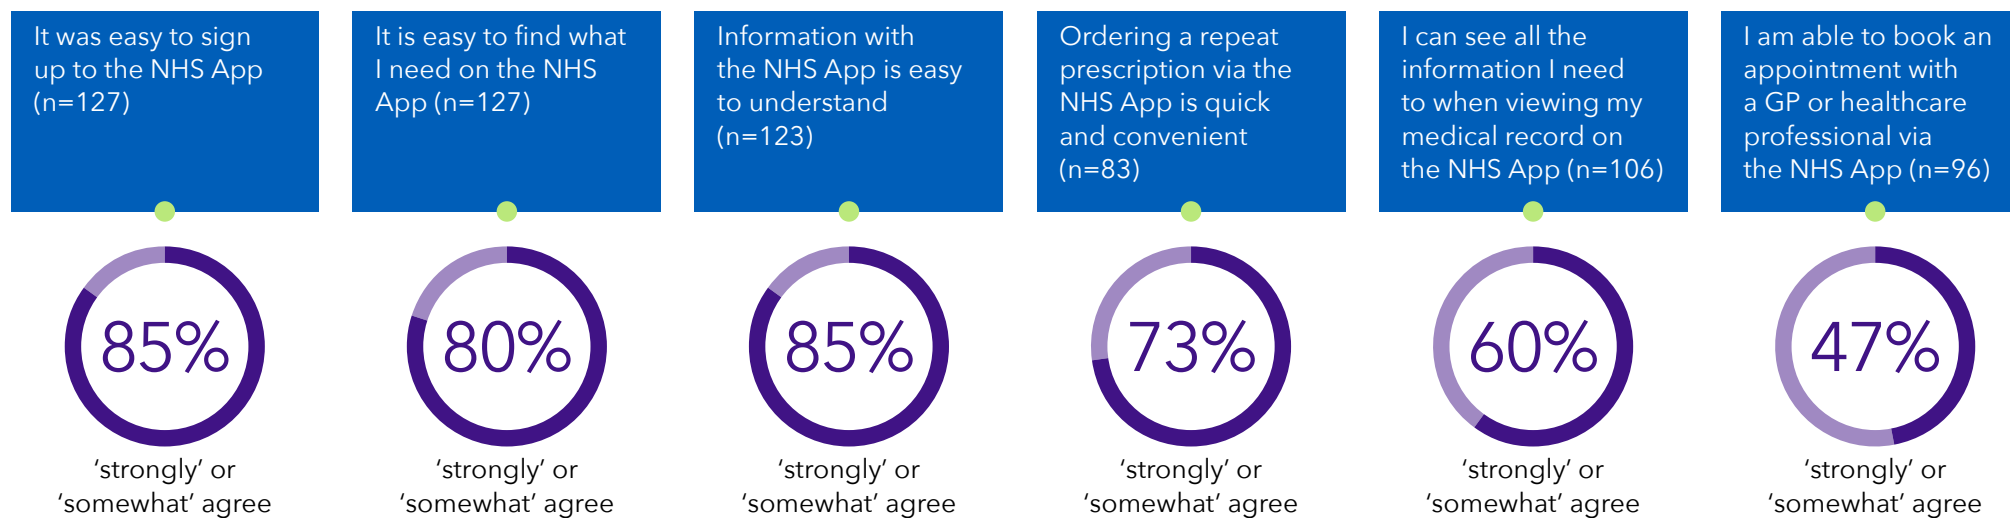 It was easy to sign
up to the NHS App
(n=127)
It is easy to find what
I need on the NHS
App (n=127)
Information with
the NHS App is easy
to understand
(n=123)
Ordering a repeat
prescription via the
NHS App is quick
and convenient
(n=83)
I can see all the
information I need
to when viewing my
medical record on
the NHS App (n=106)
I am able to book an
appointment with
a GP or healthcare
professional via
the NHS App (n=96)
85%
80%
85%
73%
60%
47%
‘strongly’ or
‘somewhat’ agree
‘strongly’ or
‘somewhat’ agree
‘strongly’ or
‘somewhat’ agree
‘strongly’ or
‘somewhat’ agree
‘strongly’ or
‘somewhat’ agree
‘strongly’ or
‘somewhat’ agree